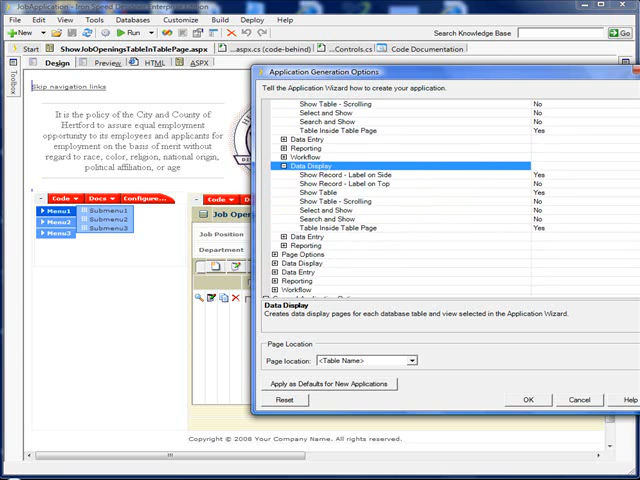 JobApplication - Iron Speed Designer Enterprise Edition
File Edit View Tools Databases Customize Build Deploy Help
New Run Search Knowledge Base Go
Start ShowJobOpeningsTableInTablePage.aspx ...aspx.cs (code-behind) ...Controls.cs Code Documentation
Toolbox
Design Preview HTML ASPX
Skip navigation links
It is the policy of the City and County of
Hertford to assure equal employment
opportunity to its employees and applicants for
employment on the basis of merit without
regard to race, color, religion, national origin,
political affiliation, or age
Code Docs Configure...
Menu1 Submenu1
Menu2 Submenu2
Menu3 Submenu3
Code Docs
Job Ope
Job Position
Department
Copyright © 2008 Your Company Name. All rights reserved.
Application Generation Options
Tell the Application Wizard how to create your application.
Show Table - Scrolling No
Select and Show No
Search and Show No
Table Inside Table Page Yes
Data Entry
Reporting
Workflow
Data Display
Show Record - Label on Side Yes
Show Record - Label on Top No
Show Table Yes
Show Table - Scrolling No
Select and Show No
Search and Show No
Table Inside Table Page Yes
Data Entry
Reporting
Page Options
Data Display
Data Entry
Reporting
Workflow
Data Display
Creates data display pages for each database table and view selected in the Application Wizard.
Page Location
Page location: <Table Name>
Apply as Defaults for New Applications
Reset OK Cancel Help